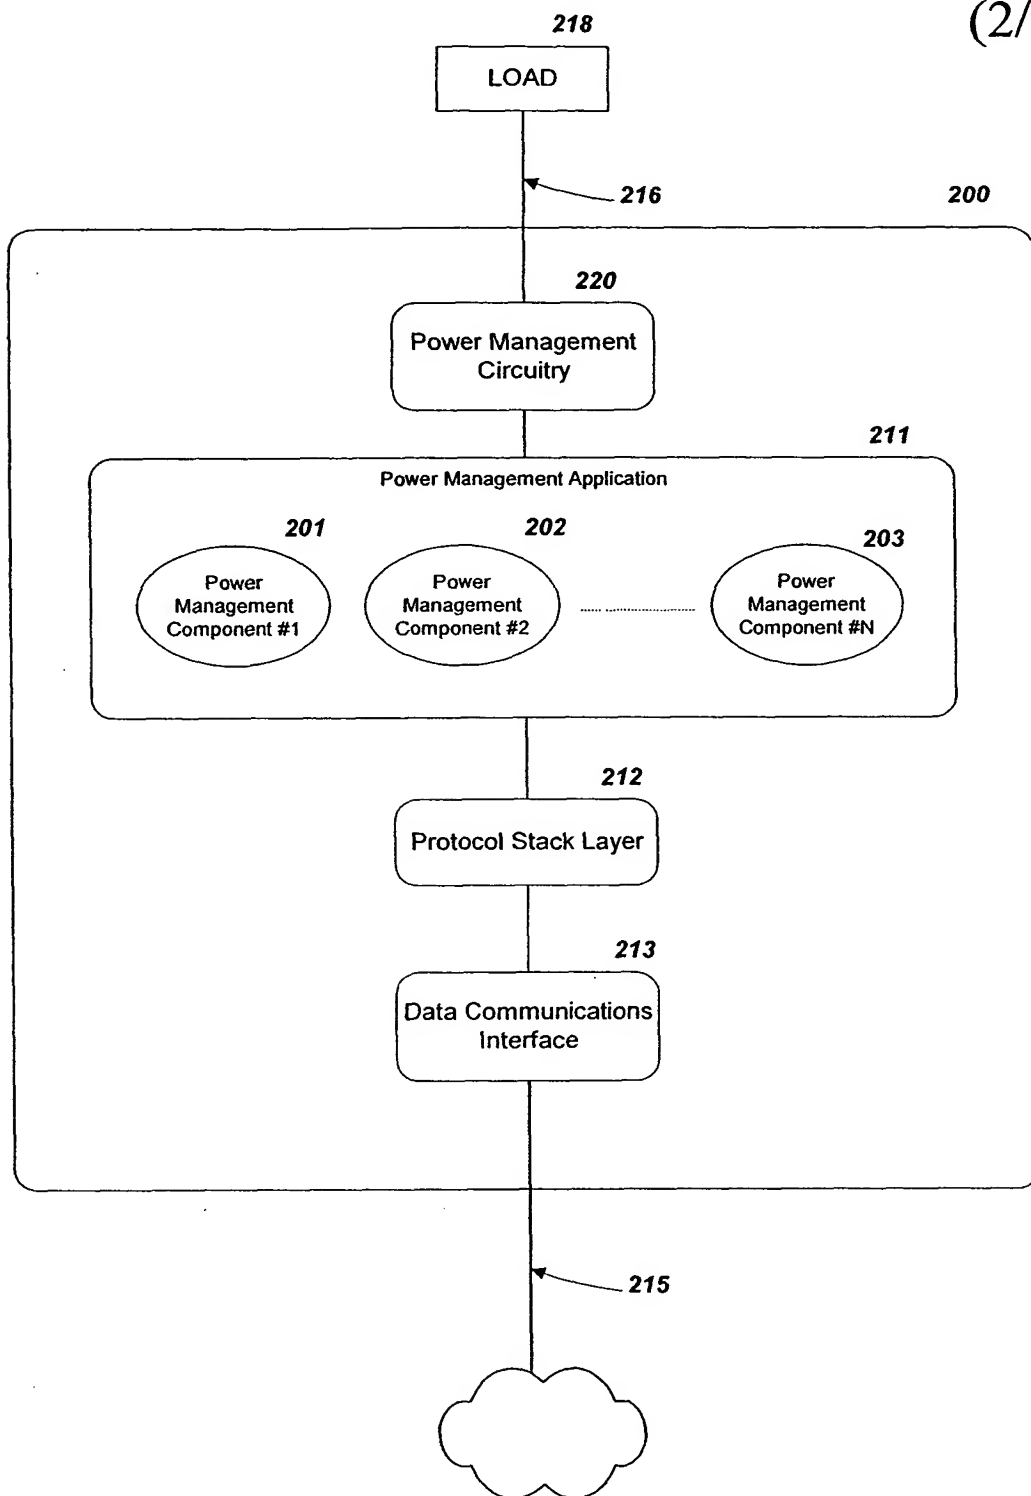 (2/
218
LOAD
216
200
220
Power Management
Circuitry
211
Power Management Application
201
202
203
Power
Management
Component #1
Power
Management
Component #2
Power
Management
Component #N
212
Protocol Stack Layer
213
Data Communications
Interface
215